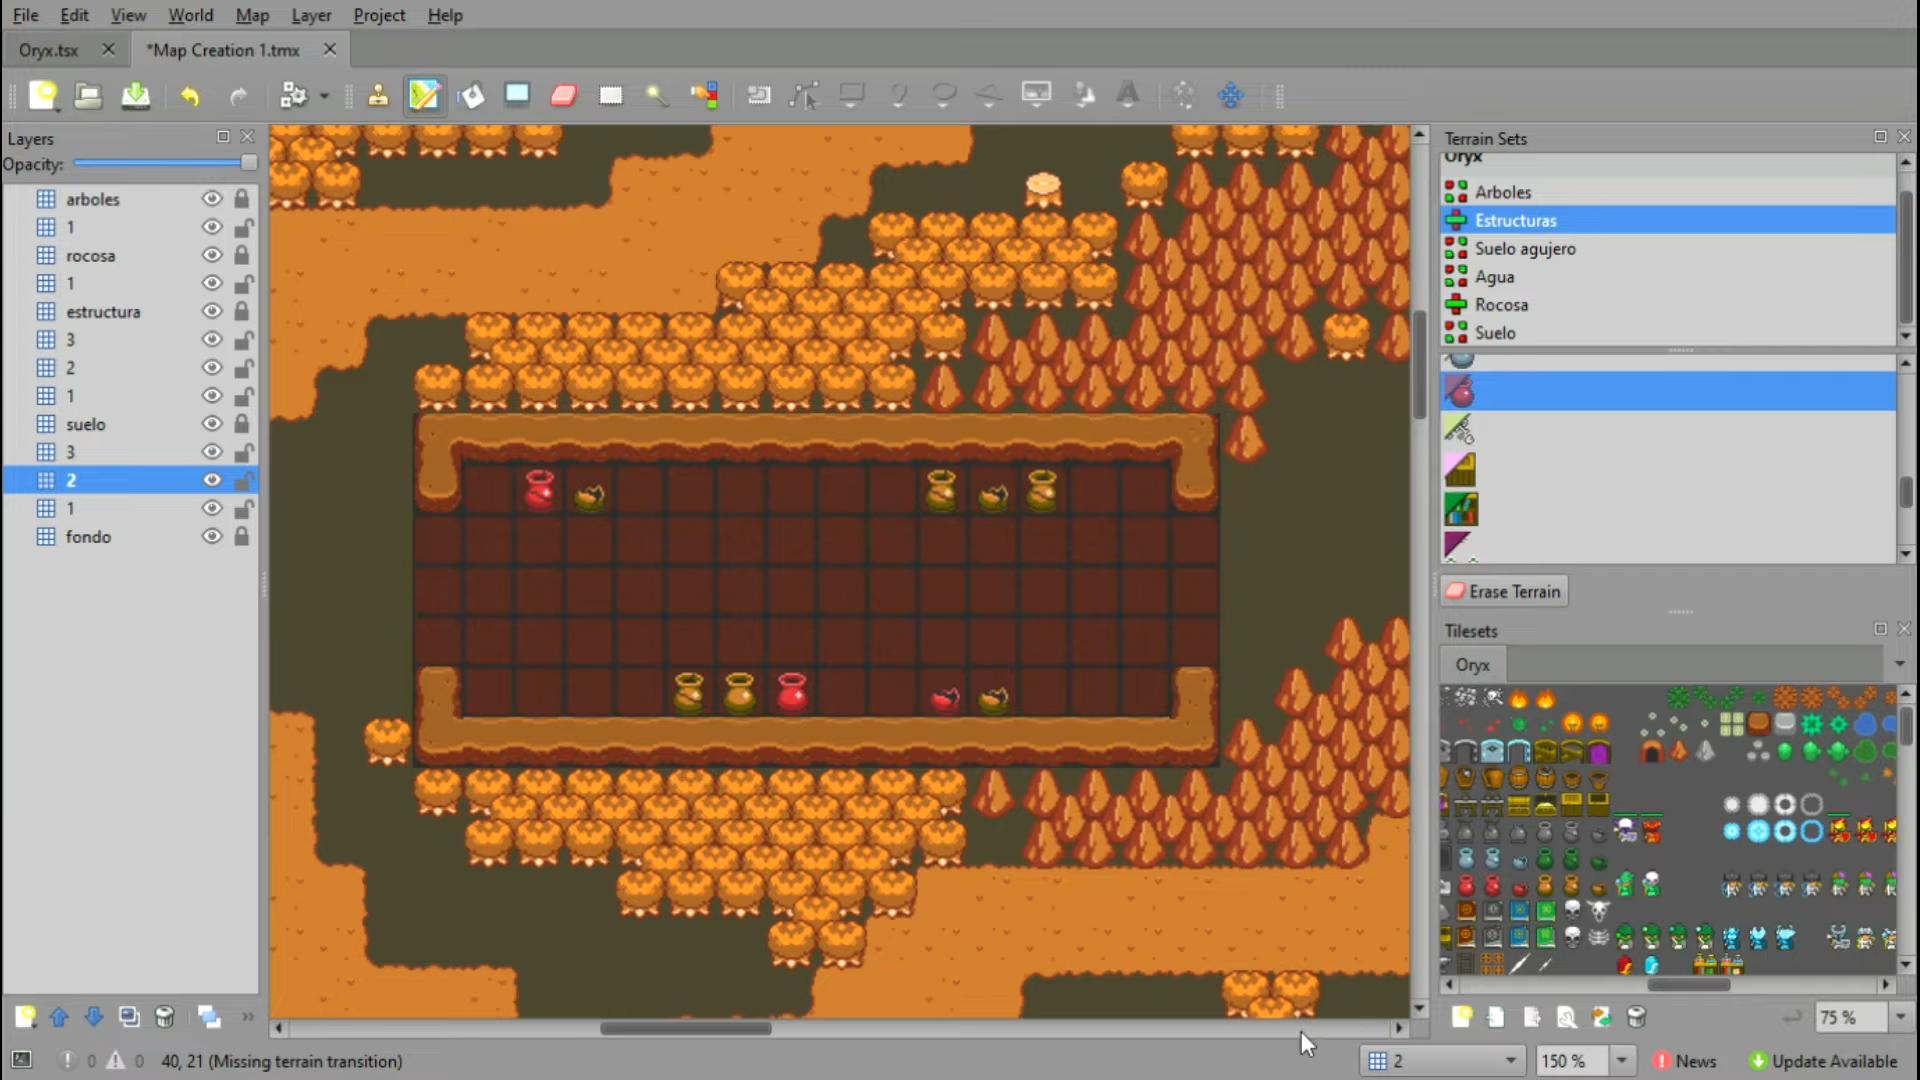 File Edit View World Map Layer Project Help
Oryx.tsx *Map Creation 1.tmx
Layers
Opacity:
arboles
1
rocosa
1
estructura
3
2
1
suelo
3
2
1
fondo
Terrain Sets
Oryx
Arboles
Estructuras
Suelo agujero
Agua
Rocosa
Suelo
Erase Terrain
Tilesets
Oryx
75 %
0 0 40, 21 (Missing terrain transition)
2 150 % News Update Available